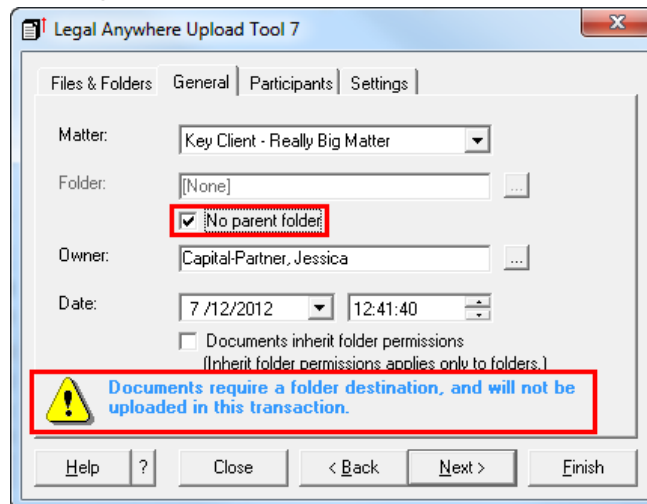 Legal Anywhere Upload Tool 7
Files & Folders General Participants Settings
Matter: Key Client - Really Big Matter
Folder: [None] ...
No parent folder
Owner: Capital-Partner, Jessica ...
Date: 7 /12/2012 12:41:40
Documents inherit folder permissions
(Inherit folder permissions applies only to folders.)
Documents require a folder destination, and will not be
uploaded in this transaction.
Help ? Close < Back Next > Finish